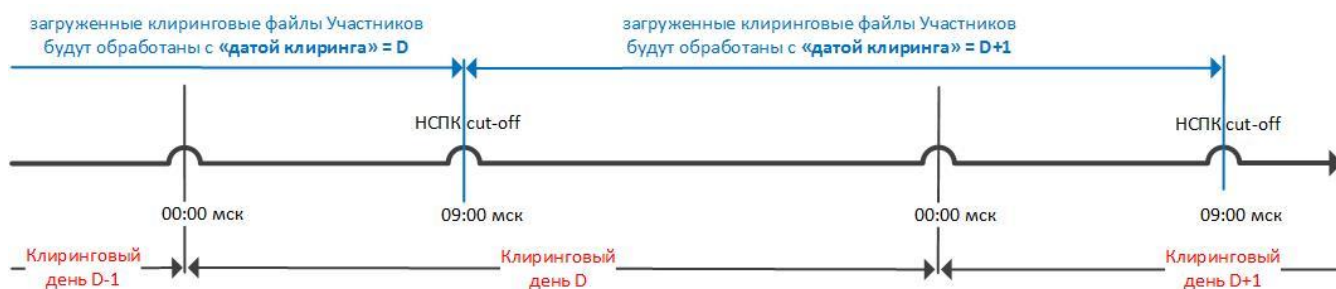 загруженные клиринговые файлы Участников
будут обработаны с «датой клиринга» = D
загруженные клиринговые файлы Участников
будут обработаны с «датой клиринга» = D+1
НСПК cut-off
НСПК cut-off
00:00 мск
09:00 мск
00:00 мск
09:00 мск
Клиринговый
день D-1
Клиринговый
день D
Клиринговый
день D+1